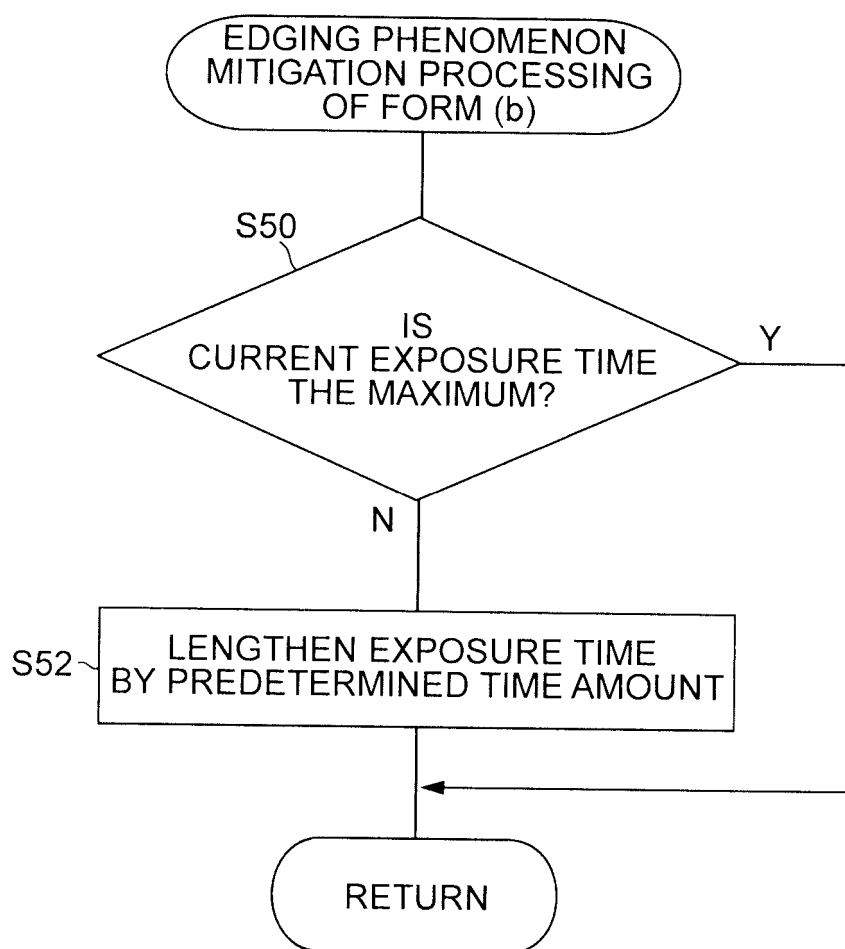 EDGING PHENOMENON
MITIGATION PROCESSING
OF FORM (b)
S50
IS
CURRENT EXPOSURE TIME
THE MAXIMUM?
Y
N
S52
LENGTHEN EXPOSURE TIME
BY PREDETERMINED TIME AMOUNT
RETURN